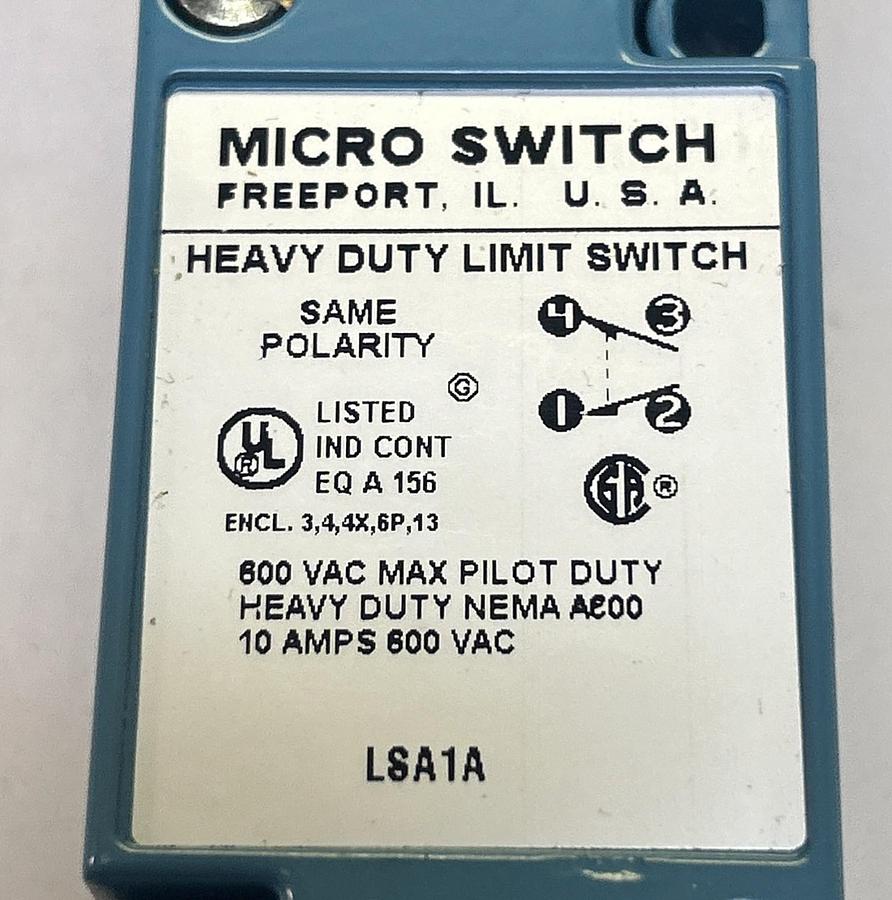 MICRO SWITCH
FREEPORT, IL. U. S. A.
HEAVY DUTY LIMIT SWITCH
SAME
POLARITY
4 3
1 2
G
UL ®
LISTED
IND CONT
EQ A 156
ENCL. 3,4,4X,6P,13
SA ®
600 VAC MAX PILOT DUTY
HEAVY DUTY NEMA A600
10 AMPS 600 VAC
LSA1A